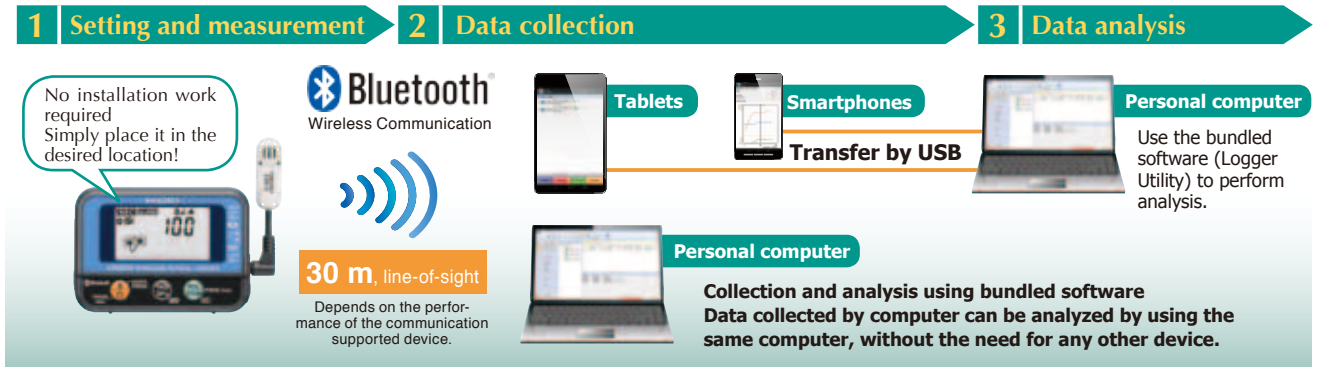 1 Setting and measurement
2 Data collection
3 Data analysis
No installation work
required
Simply place it in the
desired location!
100
Bluetooth®
Wireless Communication
30 m, line-of-sight
Depends on the perfor-
mance of the communication
supported device.
Tablets
Smartphones
Transfer by USB
Personal computer
Use the bundled
software (Logger
Utility) to perform
analysis.
Personal computer
Collection and analysis using bundled software
Data collected by computer can be analyzed by using the
same computer, without the need for any other device.